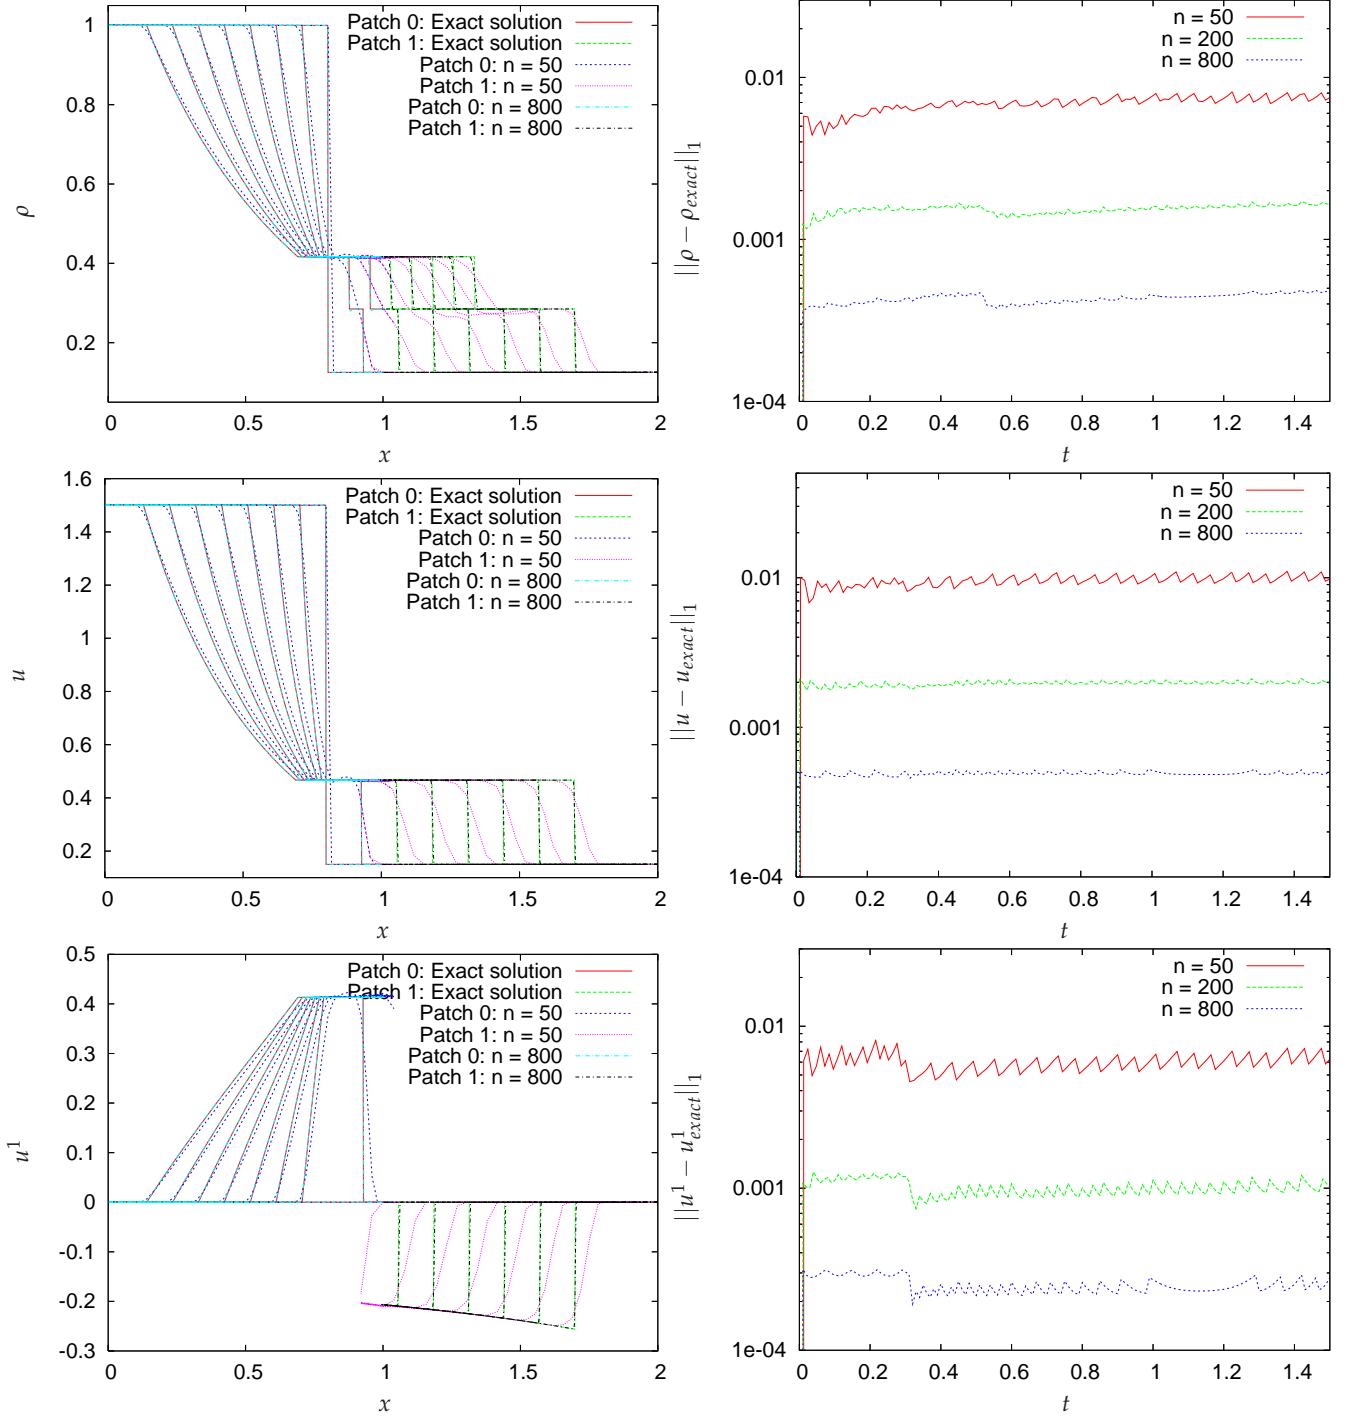 Patch 0: Exact solution
Patch 1: Exact solution
Patch 0: n = 50
Patch 1: n = 50
Patch 0: n = 800
Patch 1: n = 800
1
0.8
0.6
0.4
0.2
ρ
0 0.5 1 1.5 2
x
n = 50
n = 200
n = 800
0.01
0.001
1e-04
||ρ − ρ_exact||_1
0 0.2 0.4 0.6 0.8 1 1.2 1.4
t
Patch 0: Exact solution
Patch 1: Exact solution
Patch 0: n = 50
Patch 1: n = 50
Patch 0: n = 800
Patch 1: n = 800
1.6
1.4
1.2
1
0.8
0.6
0.4
0.2
u
0 0.5 1 1.5 2
x
n = 50
n = 200
n = 800
0.01
0.001
1e-04
||u − u_exact||_1
0 0.2 0.4 0.6 0.8 1 1.2 1.4
t
Patch 0: Exact solution
Patch 1: Exact solution
Patch 0: n = 50
Patch 1: n = 50
Patch 0: n = 800
Patch 1: n = 800
0.5
0.4
0.3
0.2
0.1
0
-0.1
-0.2
-0.3
u^1
0 0.5 1 1.5 2
x
n = 50
n = 200
n = 800
0.01
0.001
1e-04
||u^1 − u^1_exact||_1
0 0.2 0.4 0.6 0.8 1 1.2 1.4
t